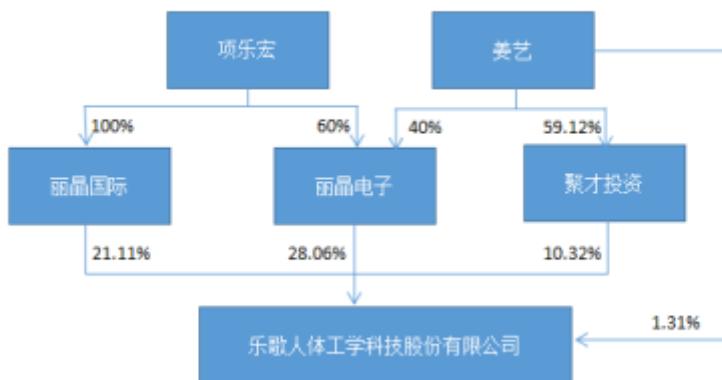 项乐宏
姜艺
100%
60%
40%
59.12%
丽晶国际
丽晶电子
聚才投资
21.11%
28.06%
10.32%
1.31%
乐歌人体工学科技股份有限公司